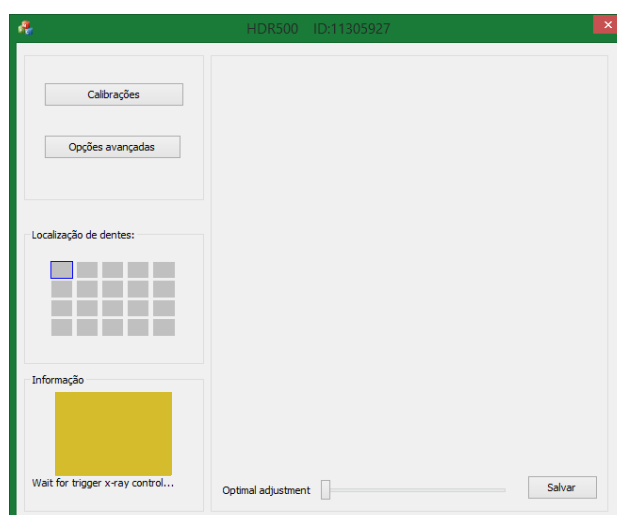 HDR500 ID:11305927
Calibrações
Opções avançadas
Localização de dentes:
Informação
Wait for trigger x-ray control...
Optimal adjustment
Salvar